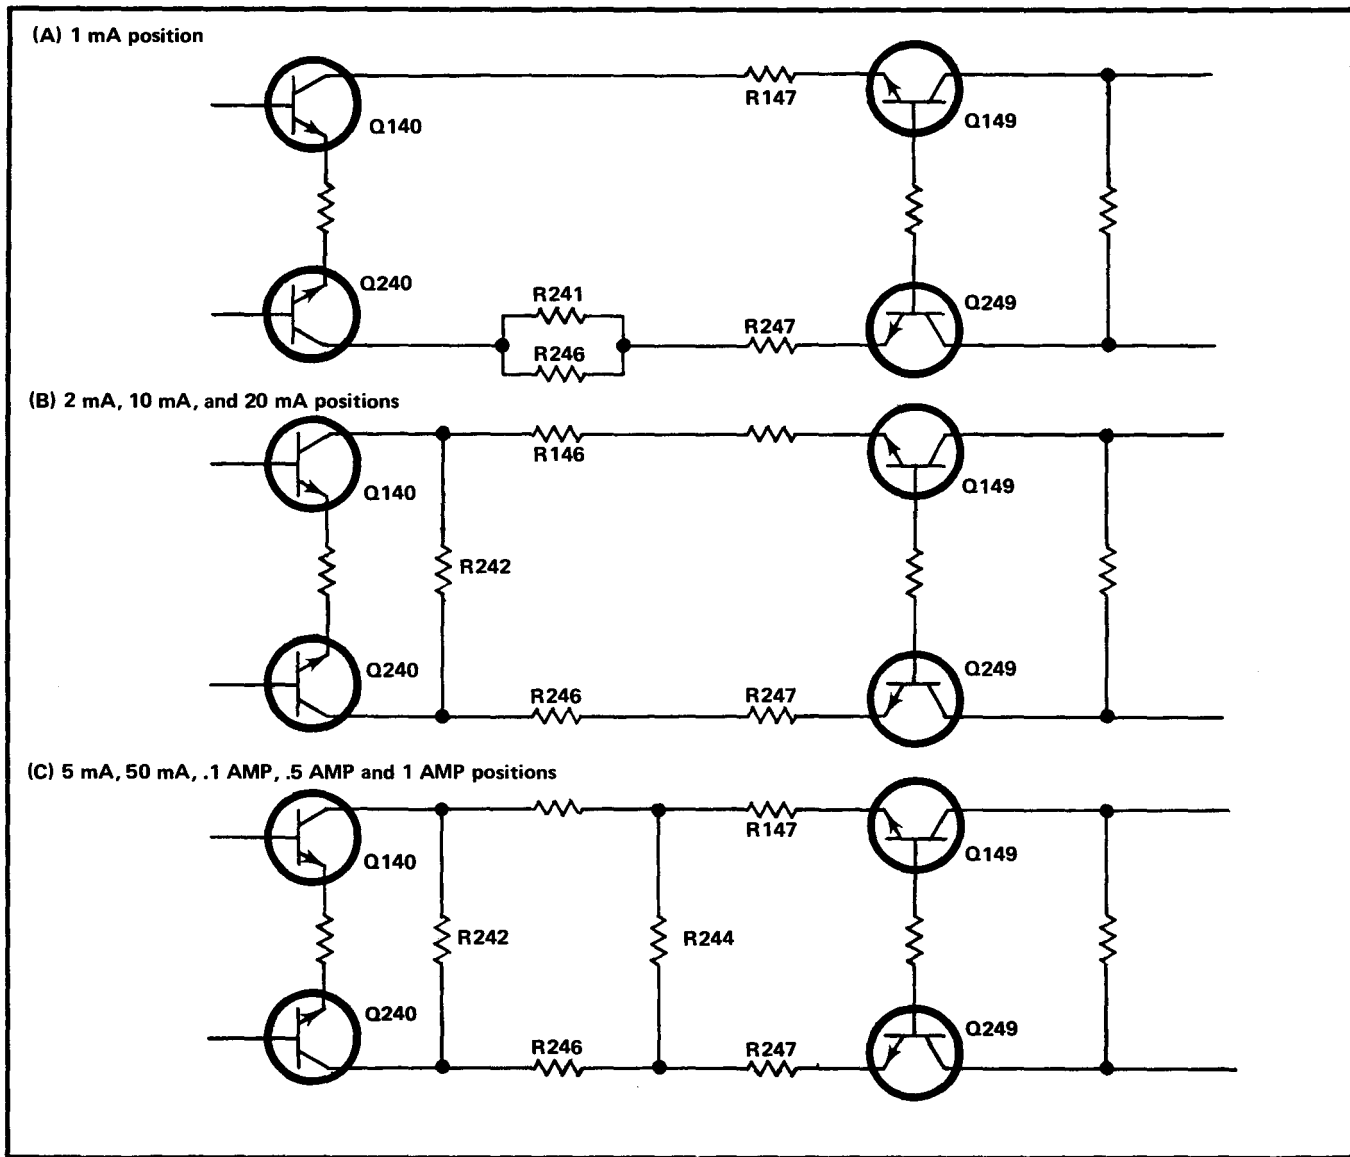 (A) 1 mA position
R147
Q149
Q140
Q240
R241
Q249
R247
R246
(B) 2 mA, 10 mA, and 20 mA positions
R146
Q149
Q140
R242
Q240
R246
R247
Q249
(C) 5 mA, 50 mA, .1 AMP, .5 AMP and 1 AMP positions
R147
Q149
Q140
R242
R244
Q240
R246
R247
Q249